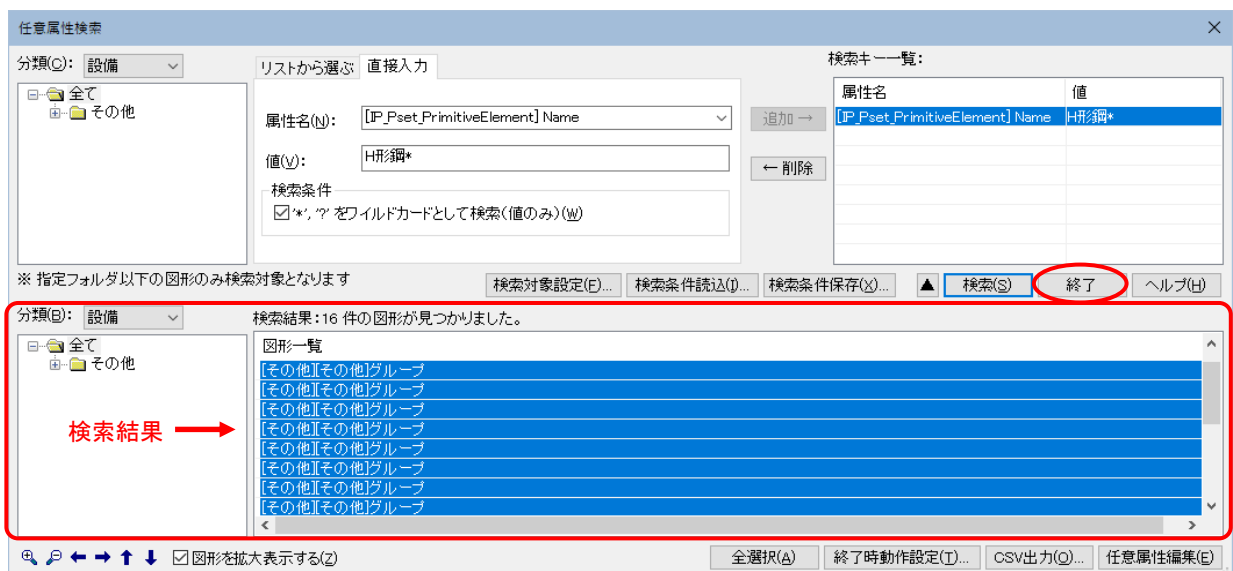 任意属性検索
分類(C): 設備
全て
その他
リストから選ぶ 直接入力
属性名(N): [IP_Pset_PrimitiveElement] Name
値(V): H形鋼*
検索条件
'*', '?' をワイルドカードとして検索(値のみ)(W)
追加 →
← 削除
検索キー一覧:
属性名 値
[IP_Pset_PrimitiveElement] Name H形鋼*
※ 指定フォルダ以下の図形のみ検索対象となります
検索対象設定(F)... 検索条件読込(I)... 検索条件保存(X)... ▲ 検索(S) 終了 ヘルプ(H)
分類(B): 設備
検索結果:16 件の図形が見つかりました。
全て
その他
検索結果
図形一覧
[その他][その他]グループ
[その他][その他]グループ
[その他][その他]グループ
[その他][その他]グループ
[その他][その他]グループ
[その他][その他]グループ
[その他][その他]グループ
[その他][その他]グループ
図形を拡大表示する(Z)
全選択(A) 終了時動作設定(T)... CSV出力(O)... 任意属性編集(E)